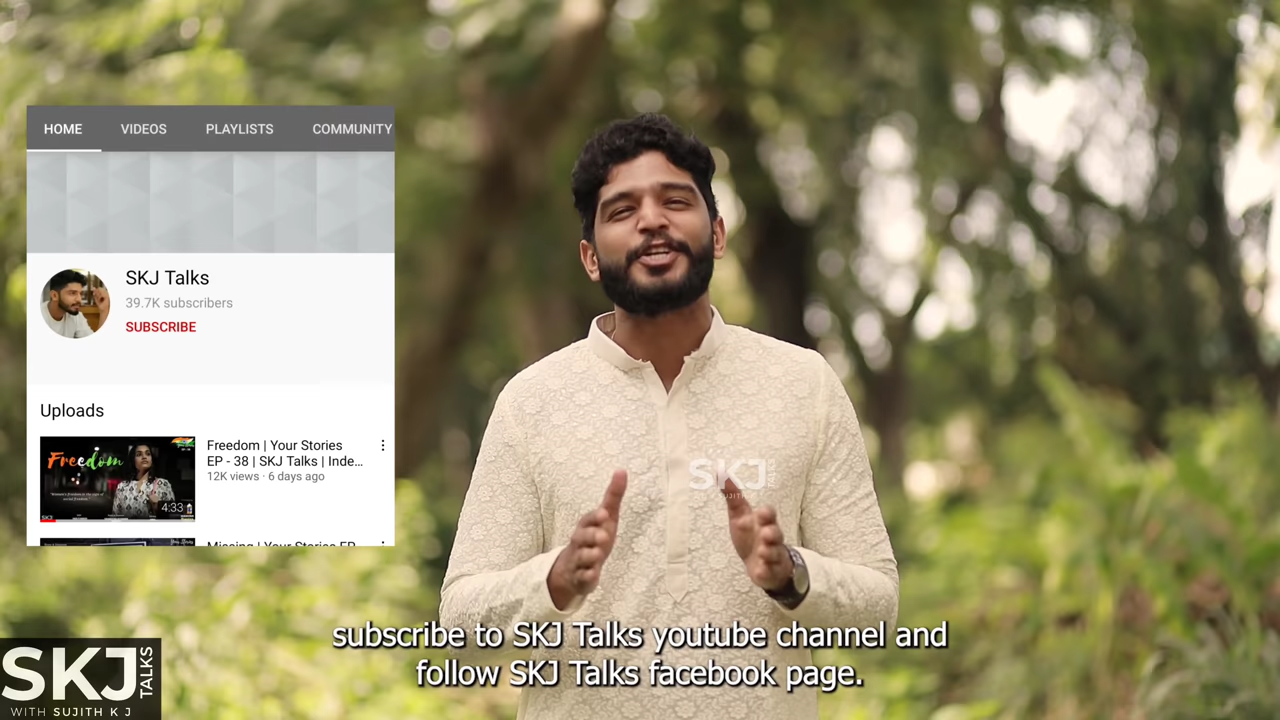 HOME VIDEOS PLAYLISTS COMMUNITY
SKJ Talks
39.7K subscribers
SUBSCRIBE
Uploads
Freedom | Your Stories
EP - 38 | SKJ Talks | Inde...
12K views · 6 days ago
Freedom
4:33
SKJ
subscribe to SKJ Talks youtube channel and
follow SKJ Talks facebook page.
SKJ TALKS
WITH SUJITH K J